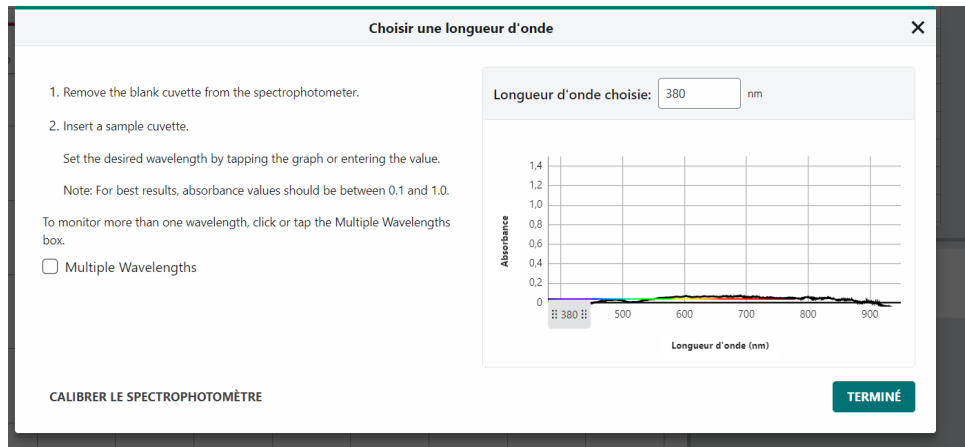 Choisir une longueur d'onde
1. Remove the blank cuvette from the spectrophotometer.
2. Insert a sample cuvette.
Set the desired wavelength by tapping the graph or entering the value.
Note: For best results, absorbance values should be between 0.1 and 1.0.
To monitor more than one wavelength, click or tap the Multiple Wavelengths
box.
Multiple Wavelengths
Longueur d'onde choisie: 380 nm
Absorbance
1,4
1,2
1,0
0,8
0,6
0,4
0,2
0
380 500 600 700 800 900
Longueur d'onde (nm)
CALIBRER LE SPECTROPHOTOMÈTRE
TERMINÉ